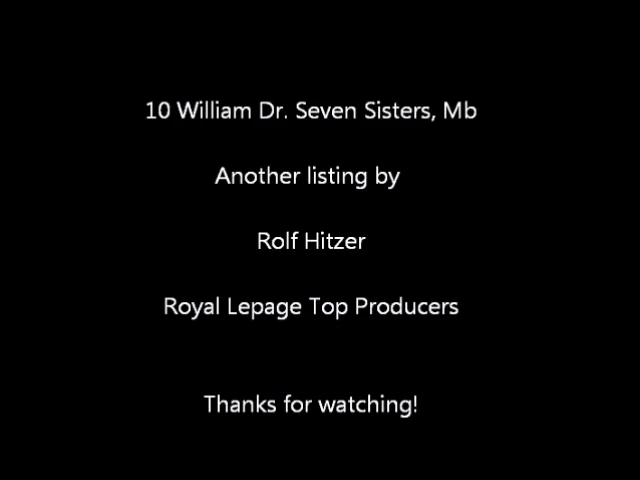 10 William Dr. Seven Sisters, Mb
Another listing by
Rolf Hitzer
Royal Lepage Top Producers
Thanks for watching!